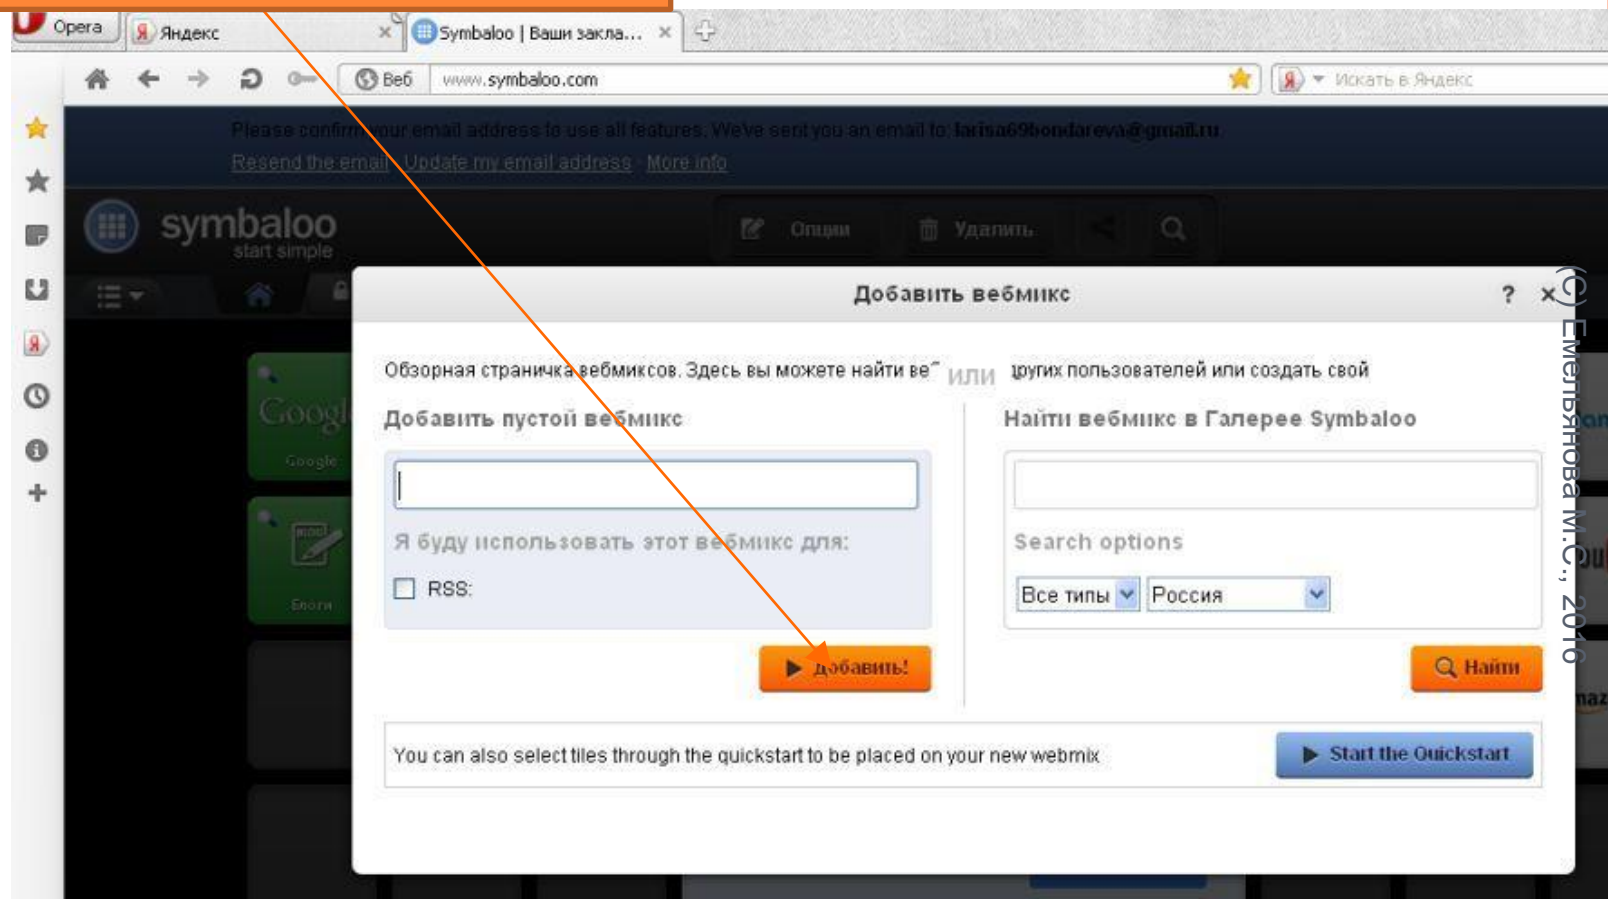 Opera
Яндекс
Symbaloo | Ваши закла...
Веб
www.symbaloo.com
Искать в Яндекс
Please confirm your email address to use all features. We've sent you an email to: larisa69bondareva@gmail.ru
Resend the email · Update my email address · More info
symbaloo
start simple
Опции
Удалить
Добавить вебмикс
?
Обзорная страничка вебмиксов. Здесь вы можете найти ве
или
других пользователей или создать свой
Добавить пустой вебмикс
Найти вебмикс в Галерее Symbaloo
Я буду использовать этот вебмикс для:
RSS:
Search options
Все типы
Россия
Добавить!
Найти
You can also select tiles through the quickstart to be placed on your new webmix
Start the Quickstart
Google
Google
Блоги
(C) Емельянова М.С., 2016